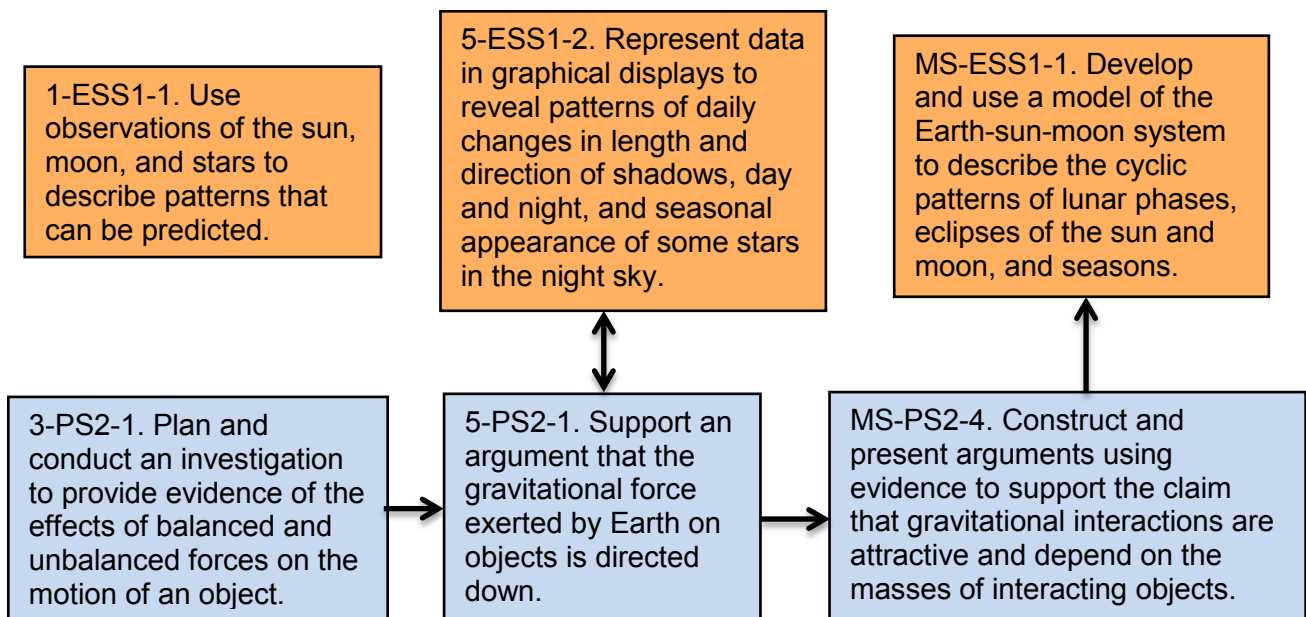 1-ESS1-1. Use
observations of the sun,
moon, and stars to
describe patterns that
can be predicted.
5-ESS1-2. Represent data
in graphical displays to
reveal patterns of daily
changes in length and
direction of shadows, day
and night, and seasonal
appearance of some stars
in the night sky.
MS-ESS1-1. Develop
and use a model of the
Earth-sun-moon system
to describe the cyclic
patterns of lunar phases,
eclipses of the sun and
moon, and seasons.
3-PS2-1. Plan and
conduct an investigation
to provide evidence of the
effects of balanced and
unbalanced forces on the
motion of an object.
5-PS2-1. Support an
argument that the
gravitational force
exerted by Earth on
objects is directed
down.
MS-PS2-4. Construct and
present arguments using
evidence to support the claim
that gravitational interactions are
attractive and depend on the
masses of interacting objects.